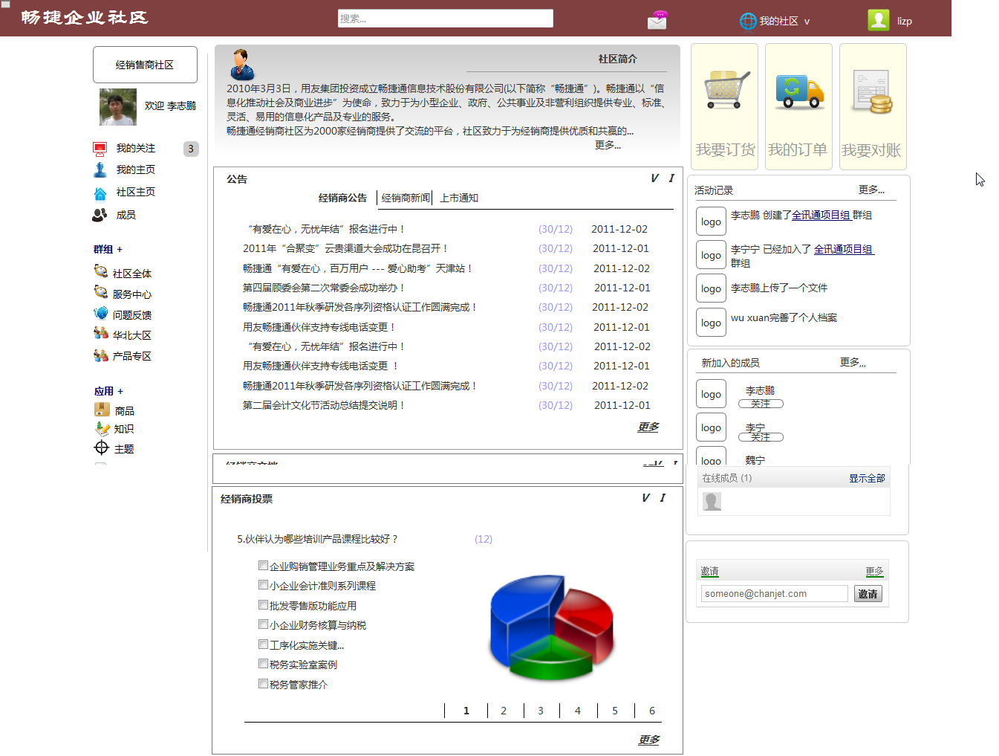 畅捷企业社区
搜索...
我的社区 v
lizp
经销售商社区
欢迎 李志鹏
我的关注 3
我的主页
社区主页
成员
群组 +
社区全体
服务中心
问题反馈
华北大区
产品专区
应用 +
商品
知识
主题
社区简介
2010年3月3日，用友集团投资成立畅捷通信息技术股份有限公司(以下简称“畅捷通”)。畅捷通以“信
息化推动社会及商业进步”为使命，致力于为小型企业、政府、公共事业及非营利组织提供专业、标准、
灵活、易用的信息化产品及专业的服务。
畅捷通经销商社区为2000家经销商提供了交流的平台，社区致力于为经销商提供优质和共赢的...
更多...
公告 V I
经销商公告 经销商新闻 上市通知
“有爱在心，无忧年结”报名进行中！ (30/12) 2011-12-02
2011年“合聚变”云贵渠道大会成功在昆召开！ (30/12) 2011-12-01
畅捷通“有爱在心，百万用户 --- 爱心助考”天津站！ (30/12) 2011-12-02
第四届顾委会第二次常委会成功举办！ (30/12) 2011-12-01
畅捷通2011年秋季研发各序列资格认证工作圆满完成！ (30/12) 2011-12-02
用友畅捷通伙伴支持专线电话变更！ (30/12) 2011-12-01
“有爱在心，无忧年结”报名进行中！ (30/12) 2011-12-02
用友畅捷通伙伴支持专线电话变更 ！ (30/12) 2011-12-01
畅捷通2011年秋季研发各序列资格认证工作圆满完成！ (30/12) 2011-12-02
第二届会计文化节活动总结提交说明！ (30/12) 2011-12-01
更多
经销商投票 V I
5.伙伴认为哪些培训产品课程比较好？ (12)
企业购销管理业务重点及解决方案
小企业会计准则系列课程
批发零售版功能应用
小企业财务核算与纳税
工序化实施关键...
税务实验室案例
税务管家推介
1 2 3 4 5 6
更多
我要订货 我的订单 我要对账
活动记录 更多...
logo 李志鹏 创建了全讯通项目组 群组
logo 李宁宁 已经加入了 全讯通项目组
群组
logo 李志鹏上传了一个文件
logo wu xuan完善了个人档案
新加入的成员 更多,,,
logo 李志鹏
关注
logo 李宁
关注
logo 魏宁
在线成员 (1) 显示全部
邀请 更多
someone@chanjet.com 邀请